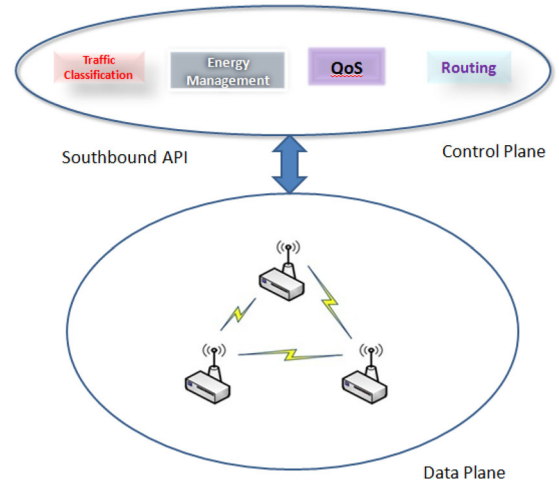 Traffic
Classification
Energy
Management
QoS
Routing
Southbound API
Control Plane
Data Plane